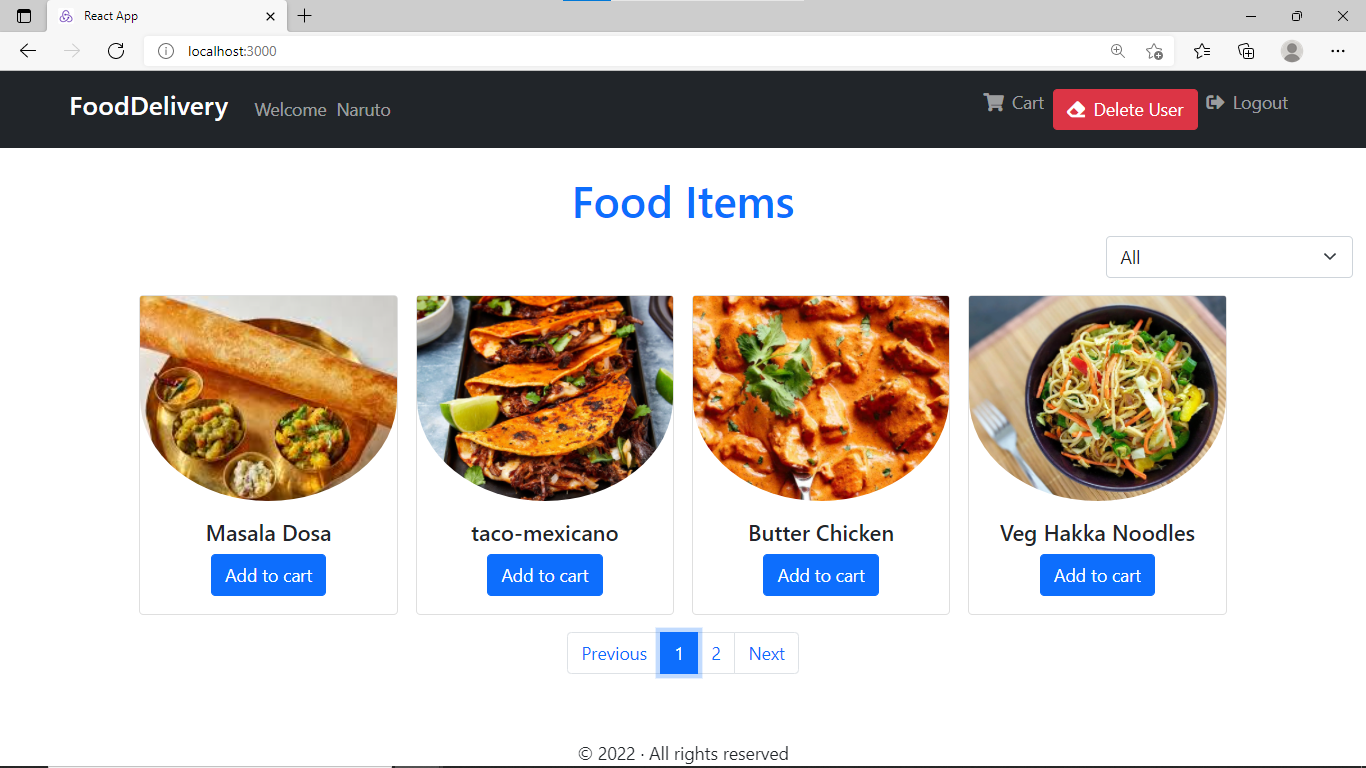 React App
localhost:3000
FoodDelivery Welcome Naruto Cart Delete User Logout
Food Items
All
Masala Dosa taco-mexicano Butter Chicken Veg Hakka Noodles
Add to cart Add to cart Add to cart Add to cart
Previous 1 2 Next
© 2022 · All rights reserved